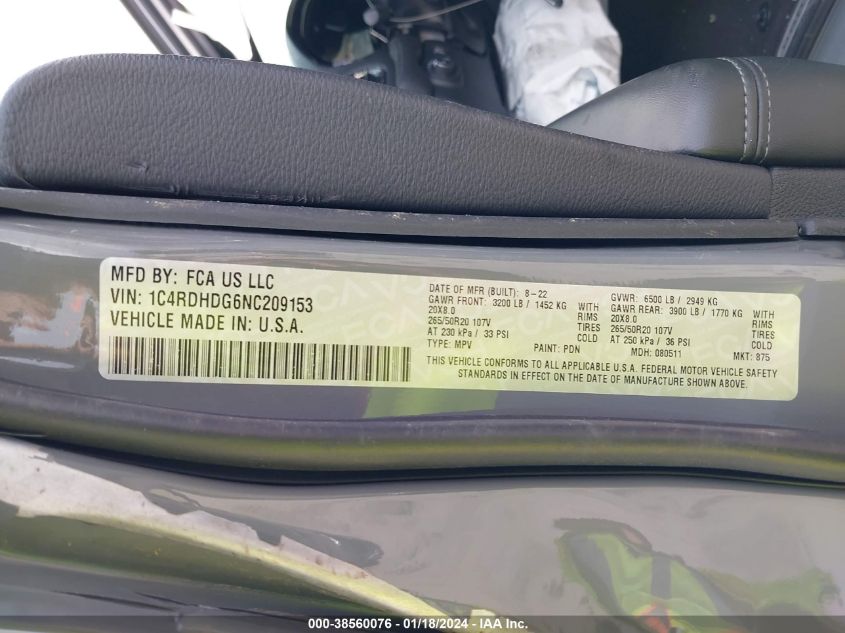 MFD BY: FCA US LLC
VIN: 1C4RDHDG6NC209153
VEHICLE MADE IN: U.S.A.
DATE OF MFR (BUILT): 8-22 GVWR: 6500 LB / 2949 KG
GAWR FRONT: 3200 LB / 1452 KG WITH GAWR REAR: 3900 LB / 1770 KG WITH
20X8.0 RIMS 20X8.0 RIMS
265/50R20 107V TIRES 265/50R20 107V TIRES
AT 230 kPa / 33 PSI COLD AT 250 kPa / 36 PSI COLD
TYPE: MPV PAINT: PDN MDH: 080511 MKT: 875
THIS VEHICLE CONFORMS TO ALL APPLICABLE U.S.A. FEDERAL MOTOR VEHICLE SAFETY
STANDARDS IN EFFECT ON THE DATE OF MANUFACTURE SHOWN ABOVE.
000-38560076 - 01/18/2024 - IAA Inc.